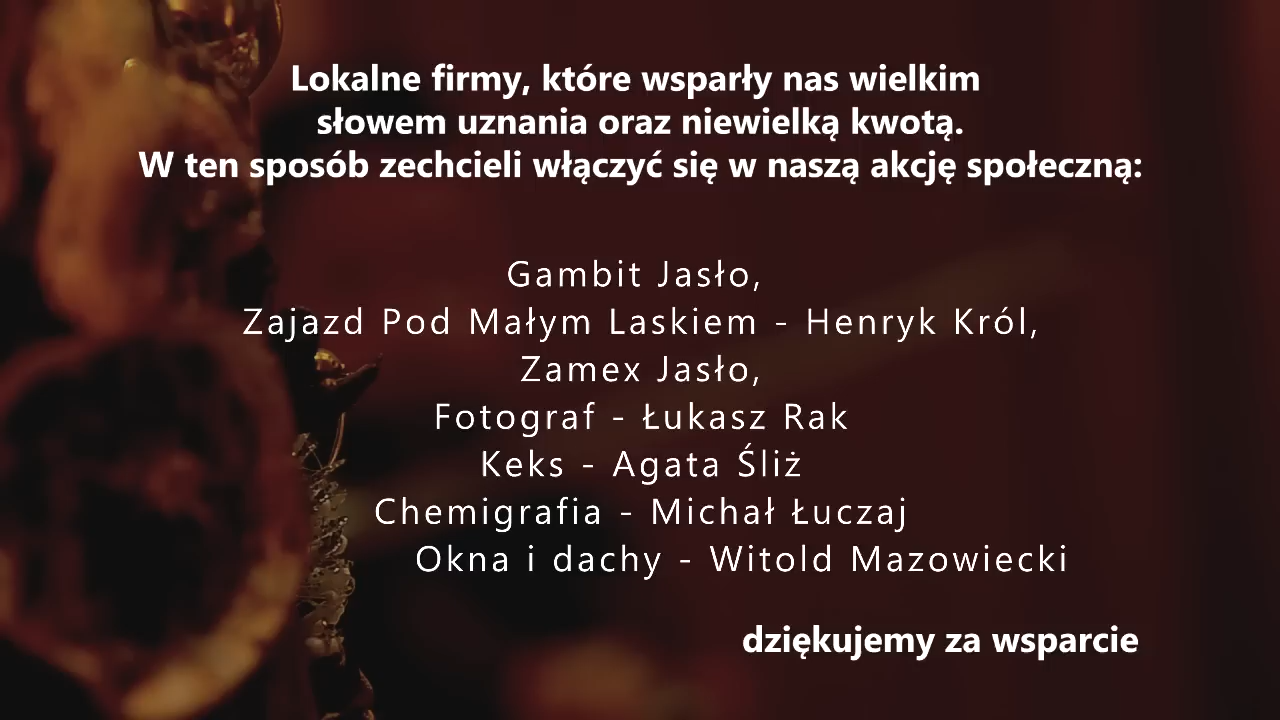 Lokalne firmy, które wsparły nas wielkim
słowem uznania oraz niewielką kwotą.
W ten sposób zechcieli włączyć się w naszą akcję społeczną:
Gambit Jasło,
Zajazd Pod Małym Laskiem - Henryk Król,
Zamex Jasło,
Fotograf - Łukasz Rak
Keks - Agata Śliż
Chemigrafia - Michał Łuczaj
Okna i dachy - Witold Mazowiecki
dziękujemy za wsparcie